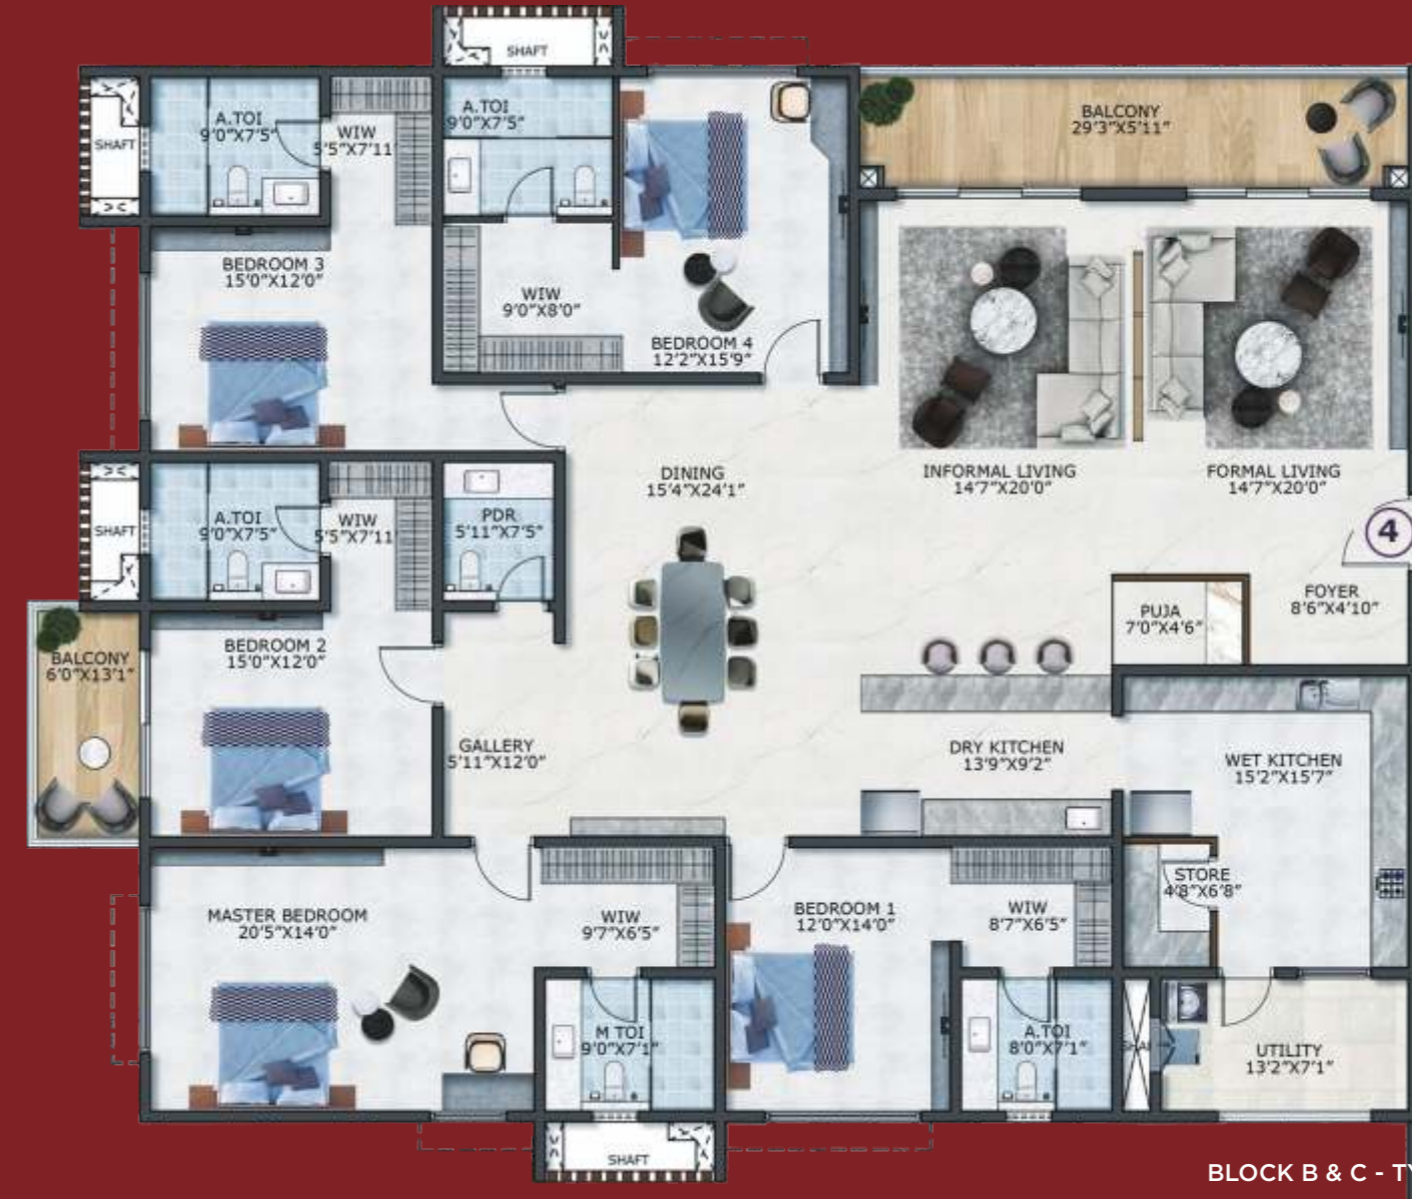 SHAFT
A.TOI
9'0"X7'5"
WIW
5'5"X7'11
SHAFT
A.TOI
9'0"X7'5"
BALCONY
29'3"X5'11"
BEDROOM 3
15'0"X12'0"
WIW
9'0"X8'0"
BEDROOM 4
12'2"X15'9"
DINING
15'4"X24'1"
INFORMAL LIVING
14'7"X20'0"
FORMAL LIVING
14'7"X20'0"
SHAFT
A.TOI
9'0"X7'5"
WIW
5'5"X7'11
PDR
5'11"X7'5"
4
FOYER
8'6"X4'10"
PUJA
7'0"X4'6"
BALCONY
6'0"X13'1"
BEDROOM 2
15'0"X12'0"
GALLERY
5'11"X12'0"
DRY KITCHEN
13'9"X9'2"
WET KITCHEN
15'2"X15'7"
STORE
4'8"X6'8"
MASTER BEDROOM
20'5"X14'0"
WIW
9'7"X6'5"
BEDROOM 1
12'0"X14'0"
WIW
8'7"X6'5"
M TOI
9'0"X7'1"
A.TOI
8'0"X7'1"
UTILITY
13'2"X7'1"
SHAFT
BLOCK B & C - TY